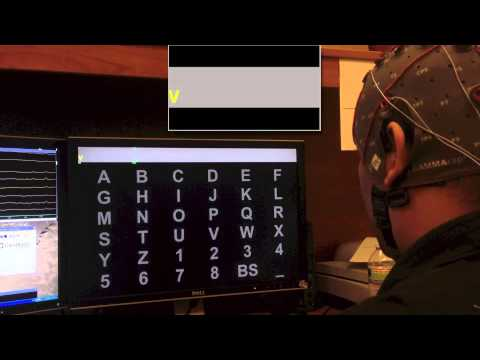 v
v
A B C D E F
G H I J K L
M N O P Q R
S T U V W X
Y Z 1 2 3 4
5 6 7 8 BS _
DELL